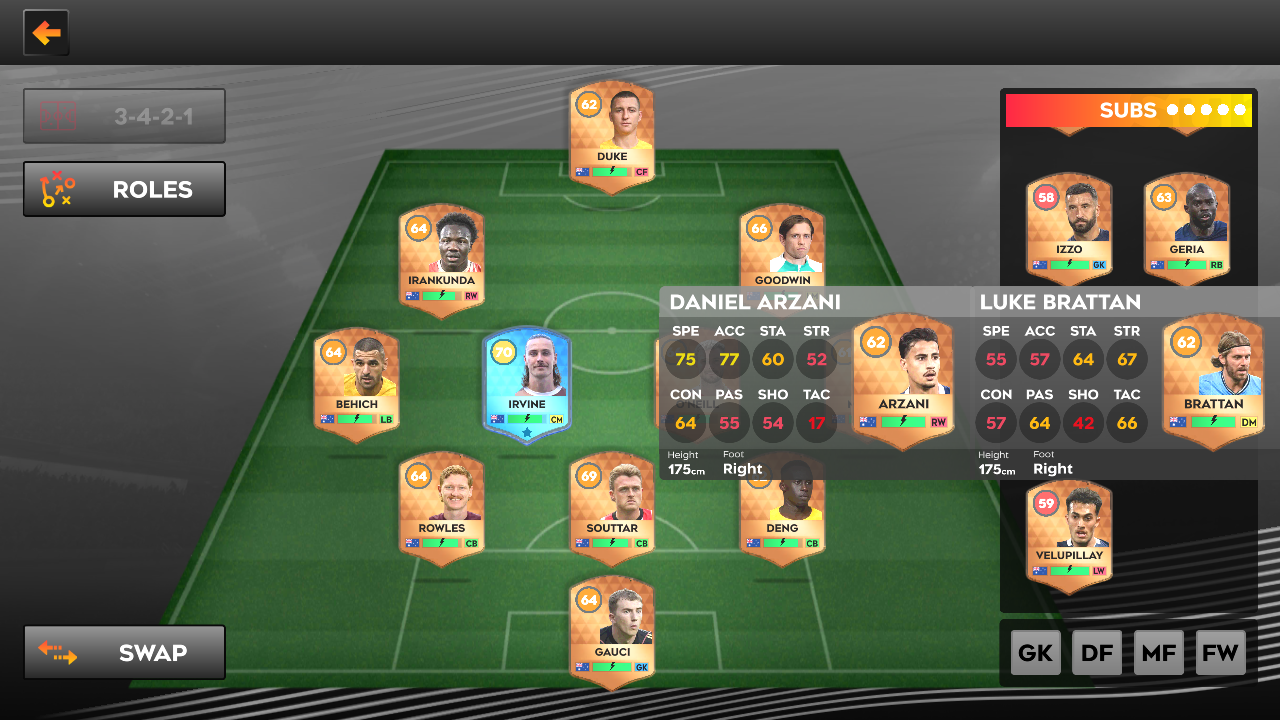 3-4-2-1
ROLES
SWAP
62
DUKE
CF
64
IRANKUNDA
RW
66
GOODWIN
64
BEHICH
LB
70
IRVINE
CM
O'NEILL
64
ROWLES
CB
69
SOUTTAR
CB
DENG
CB
64
GAUCI
GK
SUBS
58
IZZO
GK
63
GERIA
RB
DANIEL ARZANI
SPE ACC STA STR
75 77 60 52
CON PAS SHO TAC
64 55 54 17
Height Foot
175cm Right
62
ARZANI
RW
LUKE BRATTAN
SPE ACC STA STR
55 57 64 67
CON PAS SHO TAC
57 64 42 66
Height Foot
175cm Right
62
BRATTAN
DM
59
VELUPILLAY
LW
GK DF MF FW